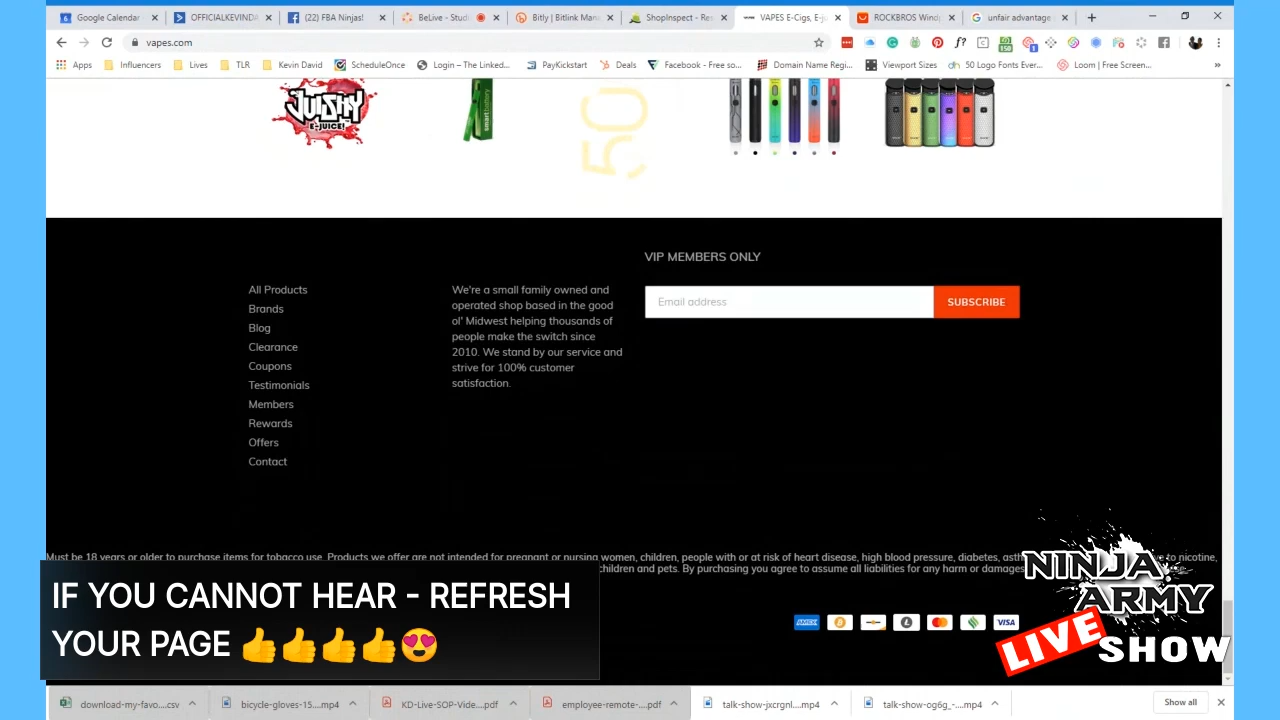 Google Calendar
OFFICIALKEVINDA
(22) FBA Ninjas!
BeLive - Studi
Bitly | Bitlink Mana
ShopInspect - Res
VAPES E-Cigs, E-ju
ROCKBROS Windp
unfair advantage
vapes.com
Apps
Influencers
Lives
TLR
Kevin David
ScheduleOnce
Login – The Linked...
PayKickstart
Deals
Facebook - Free so...
Domain Name Regi...
Viewport Sizes
50 Logo Fonts Ever...
Loom | Free Screen...
JUISHY
E-JUICE!
smart battery
50
VIP MEMBERS ONLY
Email address
SUBSCRIBE
All Products
Brands
Blog
Clearance
Coupons
Testimonials
Members
Rewards
Offers
Contact
We're a small family owned and
operated shop based in the good
ol' Midwest helping thousands of
people make the switch since
2010. We stand by our service and
strive for 100% customer
satisfaction.
Must be 18 years or older to purchase items for tobacco use. Products we offer are not intended for pregnant or nursing women, children, people with or at risk of heart disease, high blood pressure, diabetes, asth to nicotine,
children and pets. By purchasing you agree to assume all liabilities for any harm or damages
IF YOU CANNOT HEAR - REFRESH
YOUR PAGE 👍👍👍👍😍
AMEX
VISA
NINJA
ARMY
LIVE
SHOW
download-my-favo....csv
bicycle-gloves-15....mp4
KD-Live-SOP-Vide....pdf
employee-remote-....pdf
talk-show-jxcrgnl....mp4
talk-show-og6g_-....mp4
Show all